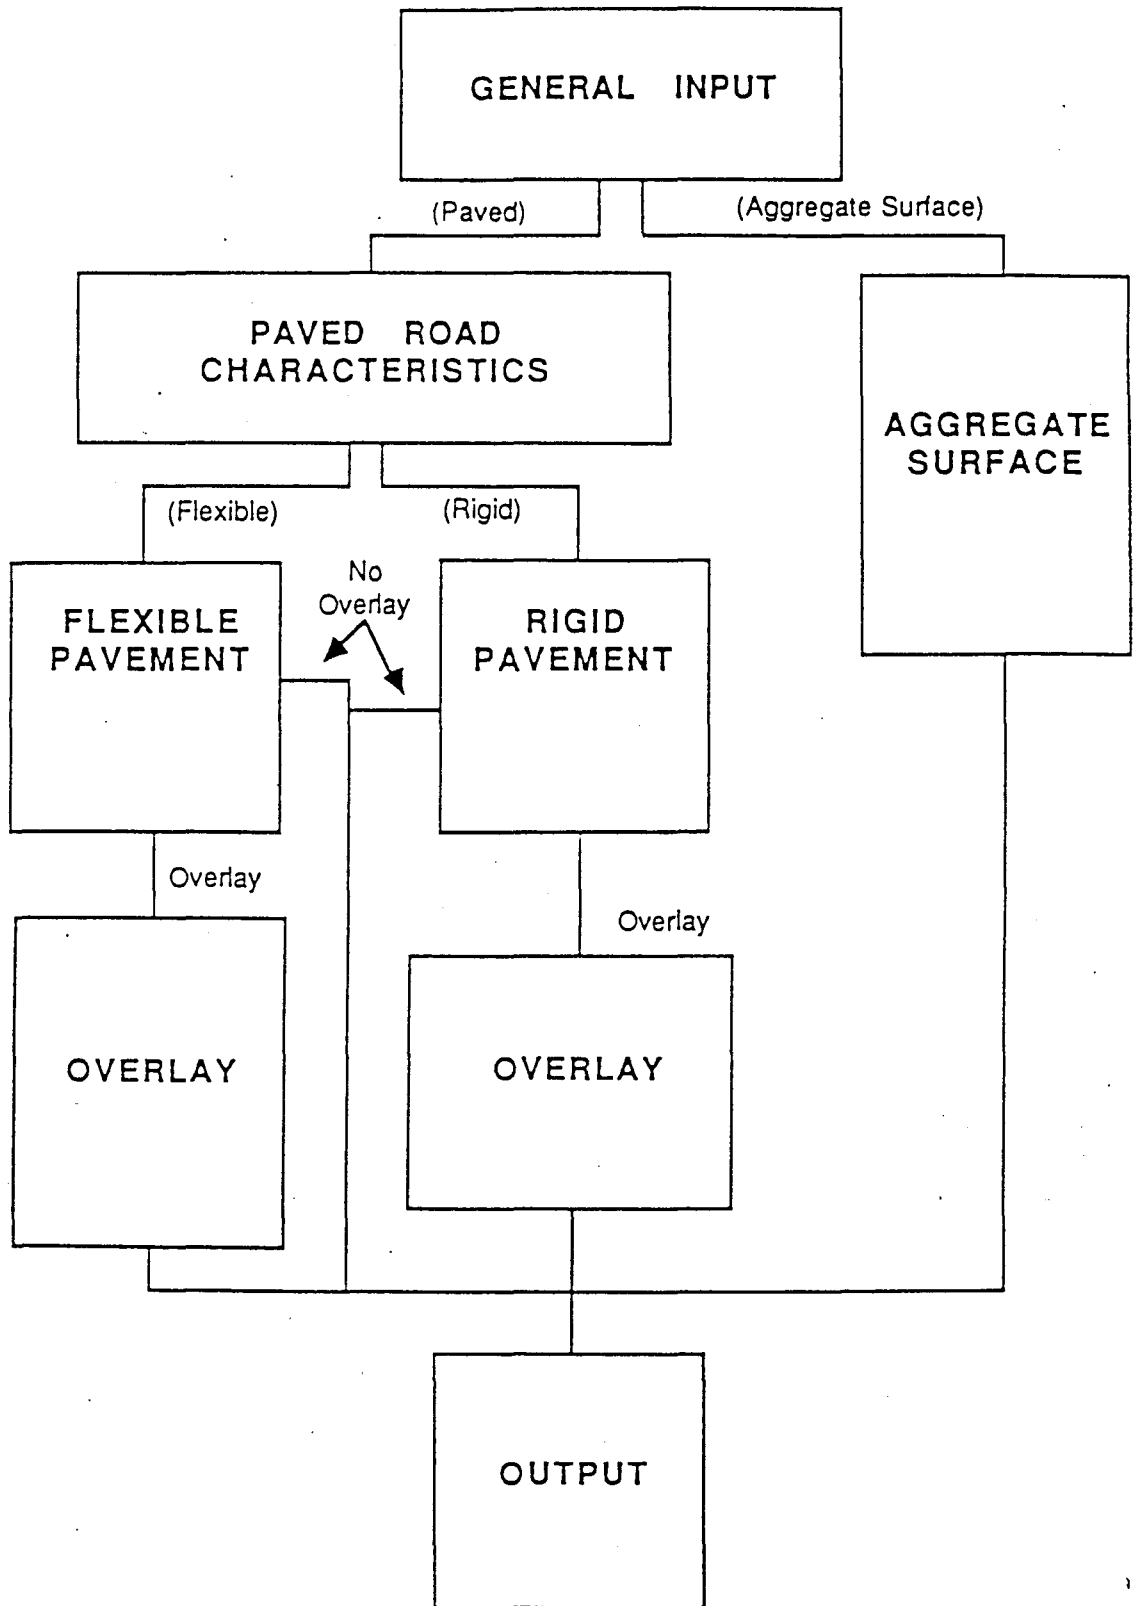 GENERAL INPUT
(Paved)
(Aggregate Surface)
PAVED ROAD
CHARACTERISTICS
AGGREGATE
SURFACE
(Flexible)
(Rigid)
No
Overlay
FLEXIBLE
PAVEMENT
RIGID
PAVEMENT
Overlay
Overlay
OVERLAY
OVERLAY
OUTPUT